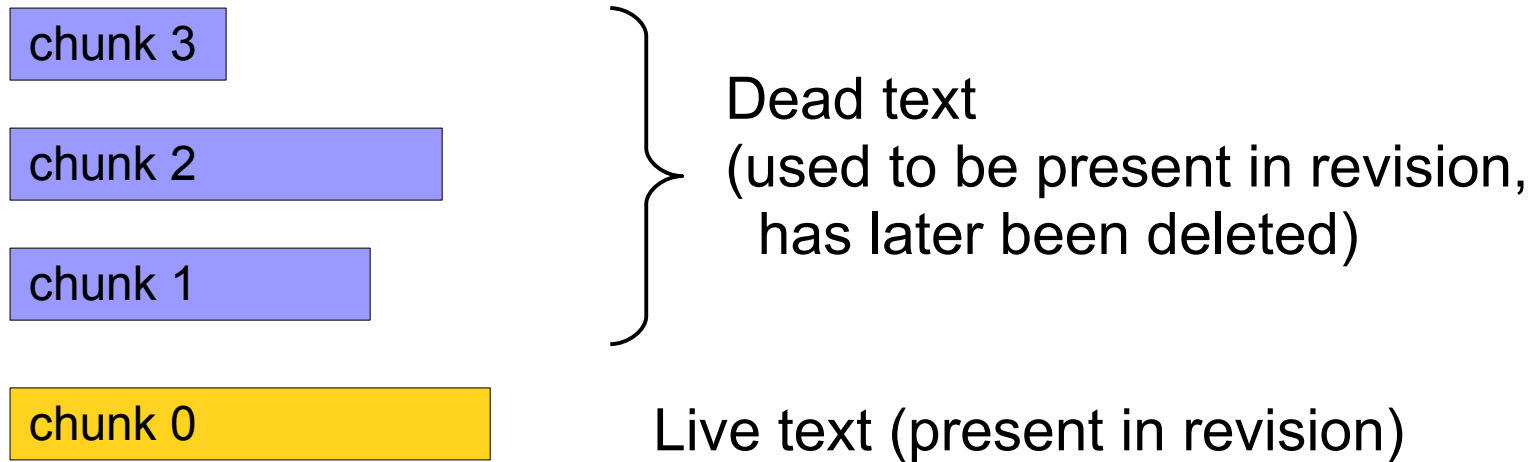 chunk 3
chunk 2
chunk 1
Dead text
(used to be present in revision,
has later been deleted)
chunk 0
Live text (present in revision)